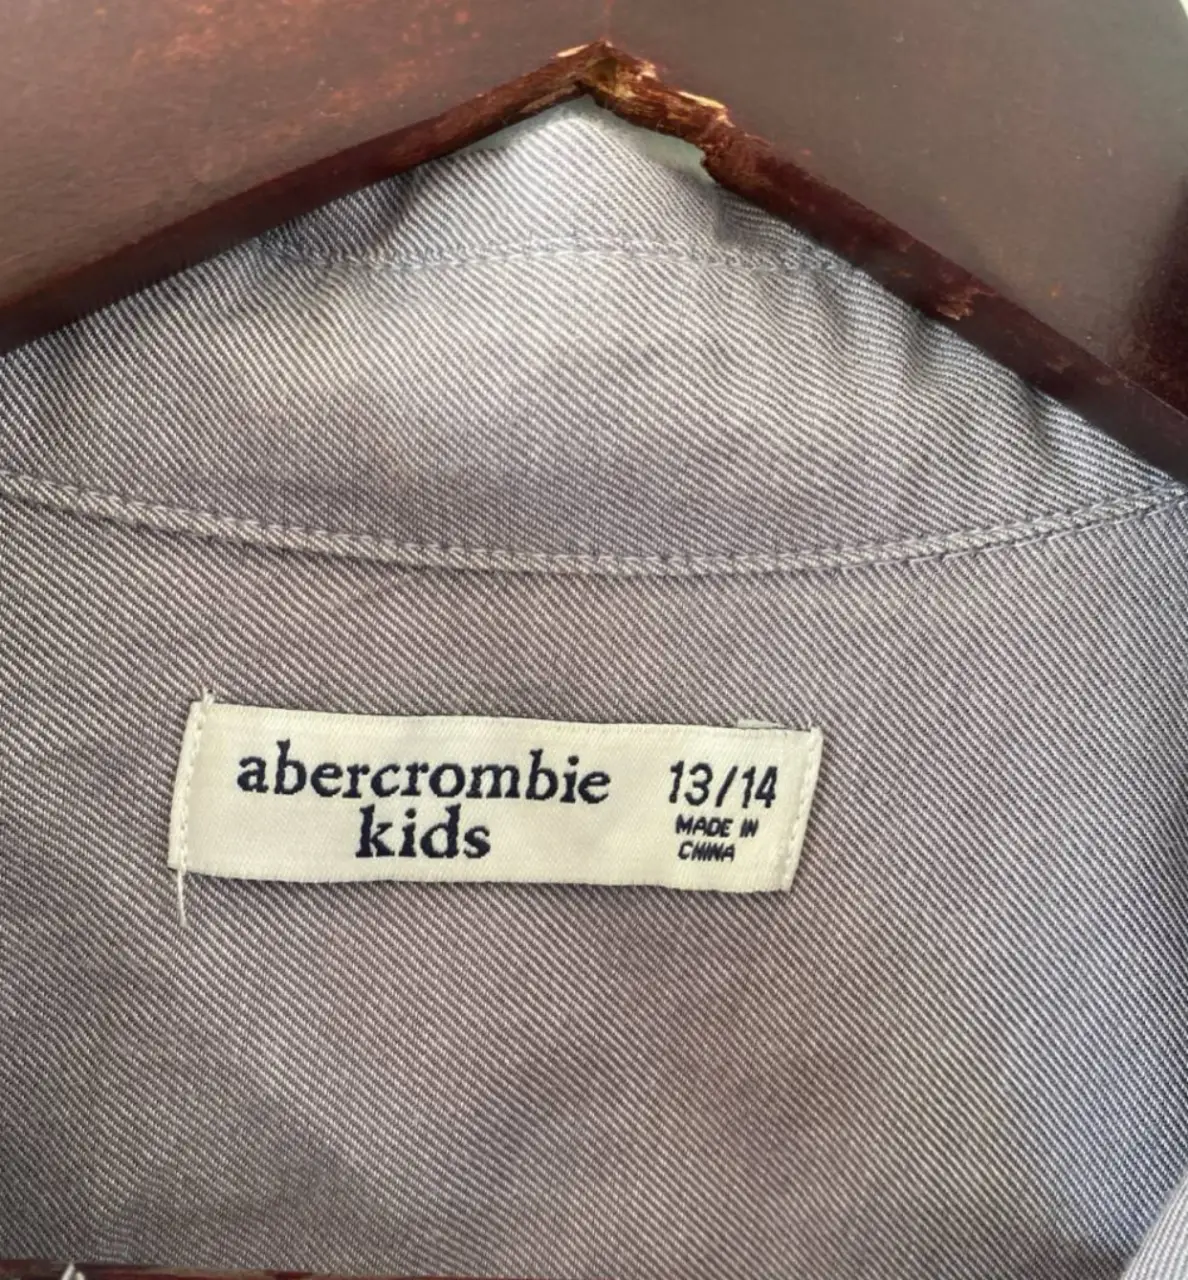 abercrombie
kids
13/14
MADE IN
CHINA